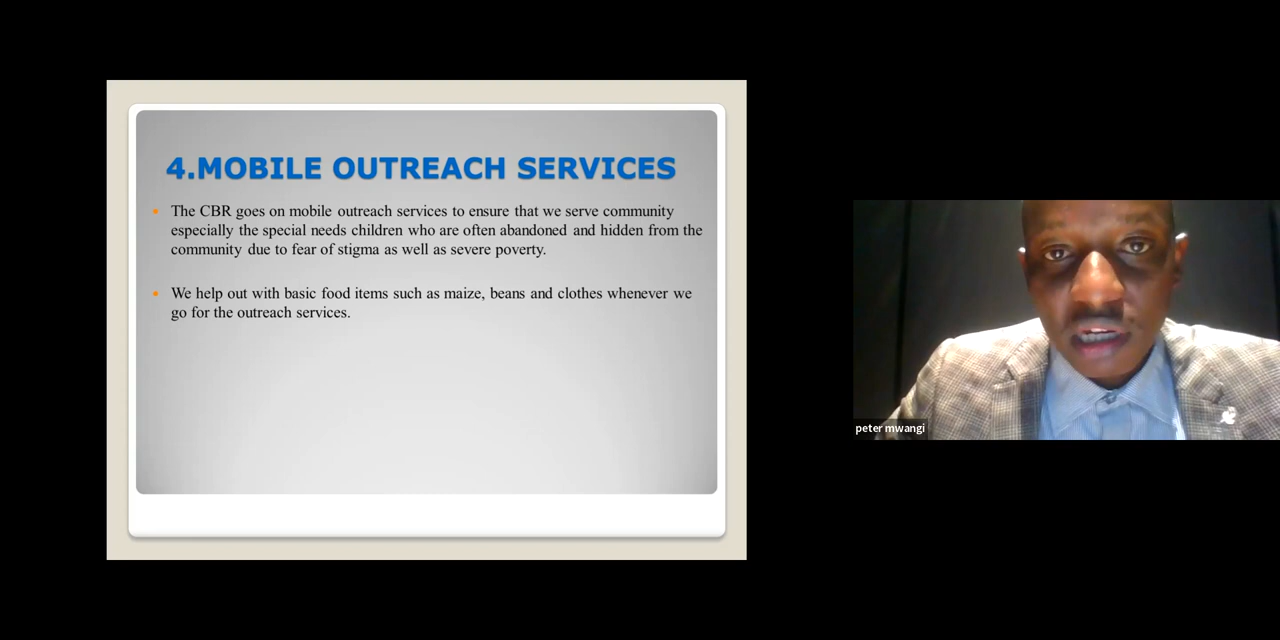 4.MOBILE OUTREACH SERVICES
The CBR goes on mobile outreach services to ensure that we serve community
especially the special needs children who are often abandoned and hidden from the
community due to fear of stigma as well as severe poverty.
We help out with basic food items such as maize, beans and clothes whenever we
go for the outreach services.
peter mwangi